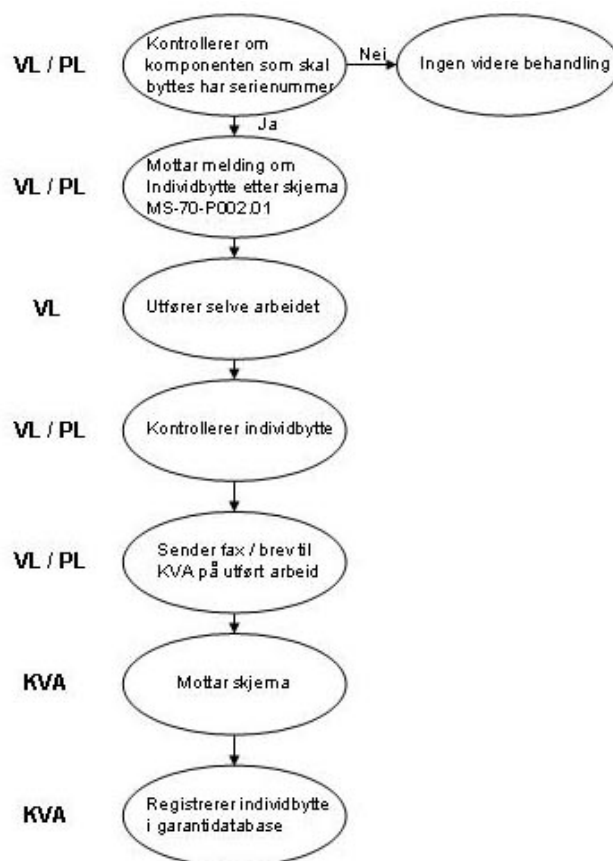 VL / PL
Kontrollerer om
komponenten som skal
byttes har serienummer
Nei
Ingen videre behandling
Ja
VL / PL
Mottar melding om
Individbytte etter skjema
MS-70-P002.01
VL
Utfører selve arbeidet
VL / PL
Kontrollerer individbytte
VL / PL
Sender fax / brev til
KVA på utført arbeid
KVA
Mottar skjema
KVA
Registrerer individbytte
i garantidatabase